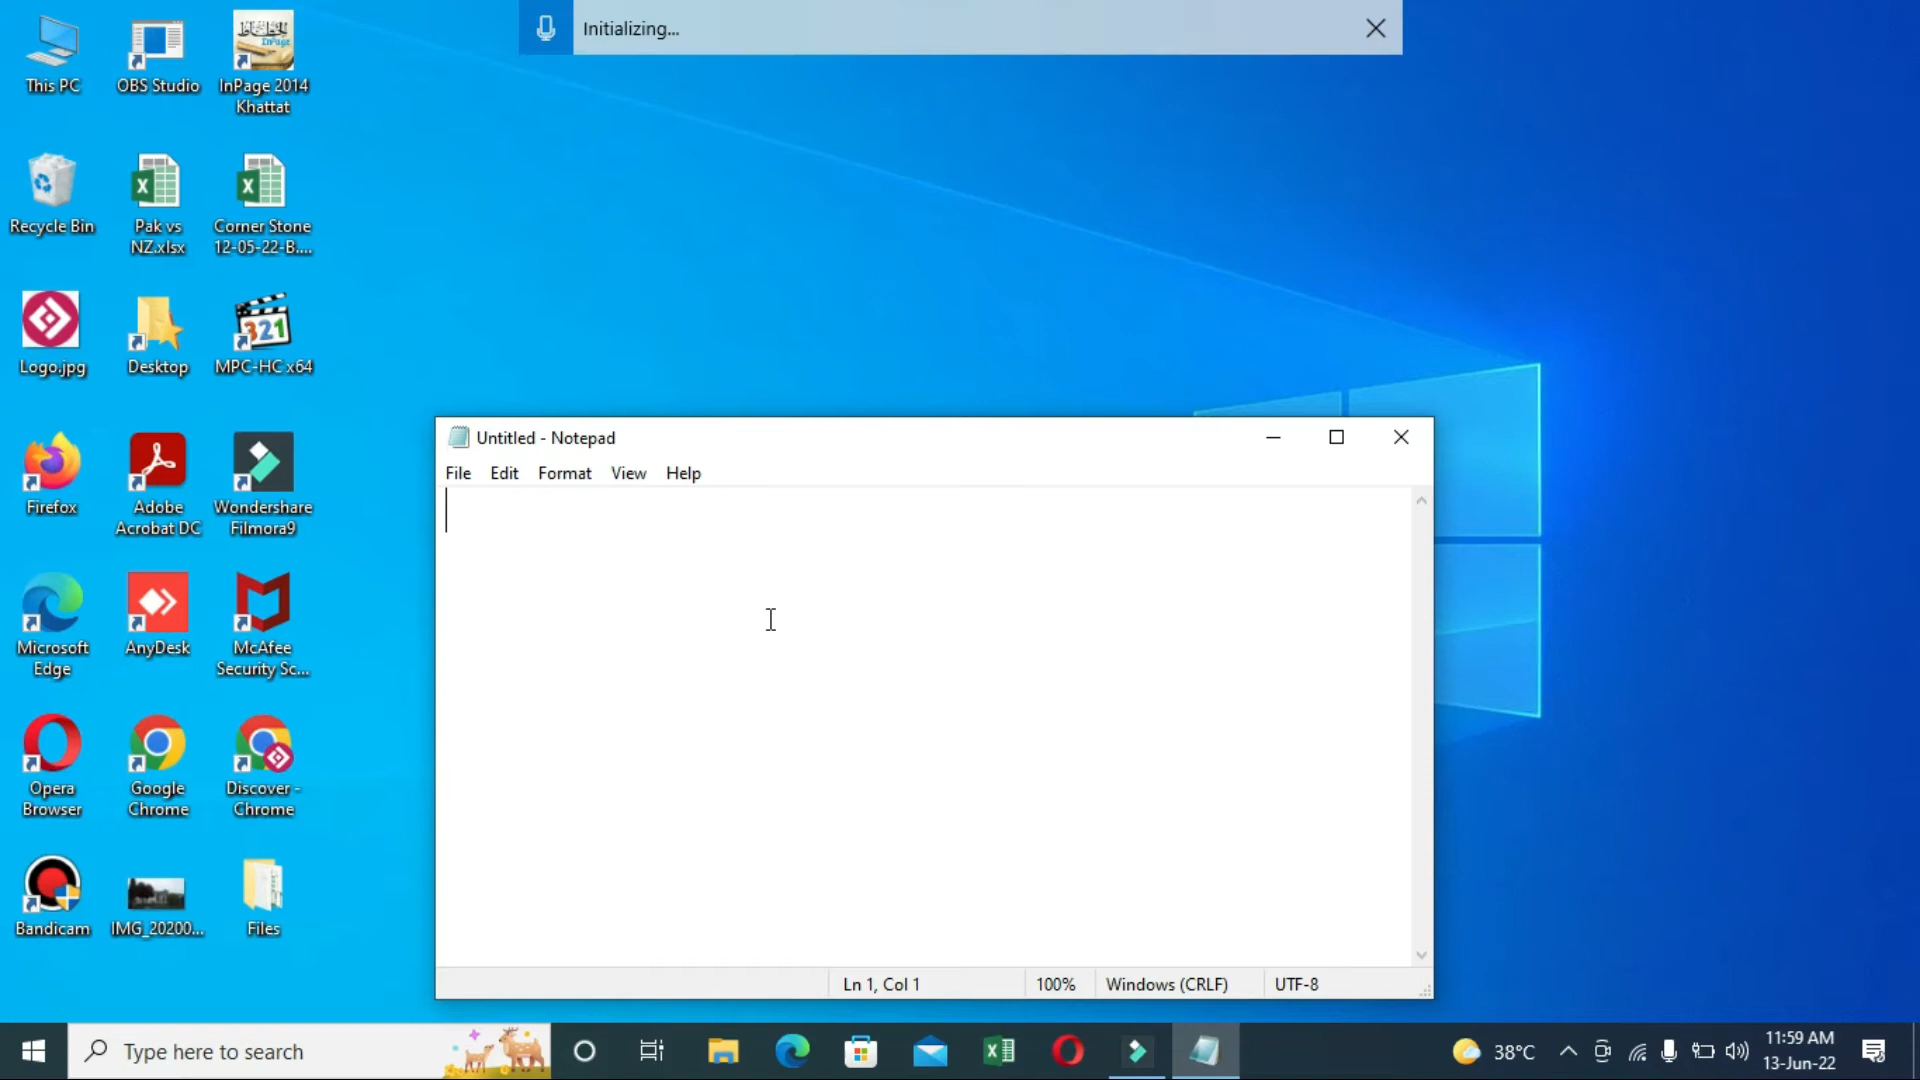 Initializing...
This PC
OBS Studio
InPage 2014
Khattat
InPage
Recycle Bin
Pak vs
NZ.xlsx
Corner Stone
12-05-22-B....
Logo.jpg
Desktop
321
MPC-HC x64
Firefox
Adobe
Acrobat DC
Wondershare
Filmora9
Microsoft
Edge
AnyDesk
McAfee
Security Sc...
Opera
Browser
Google
Chrome
Discover -
Chrome
Bandicam
IMG_20200...
Files
Untitled - Notepad
File Edit Format View Help
Ln 1, Col 1 100% Windows (CRLF) UTF-8
Type here to search
38°C
11:59 AM
13-Jun-22